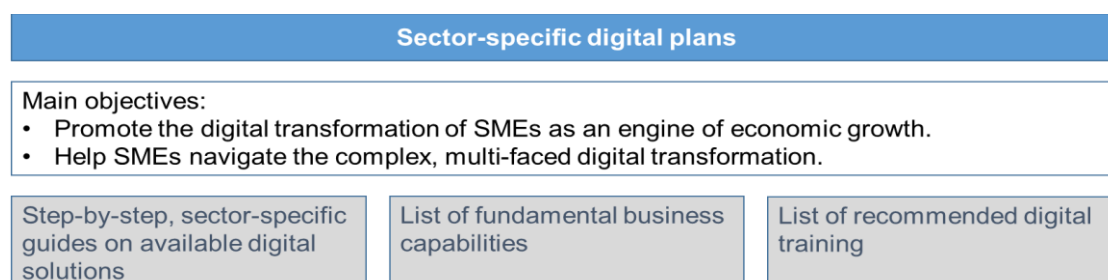 Sector-specific digital plans
Main objectives:
• Promote the digital transformation of SMEs as an engine of economic growth.
• Help SMEs navigate the complex, multi-faced digital transformation.
Step-by-step, sector-specific
guides on available digital
solutions
List of fundamental business
capabilities
List of recommended digital
training